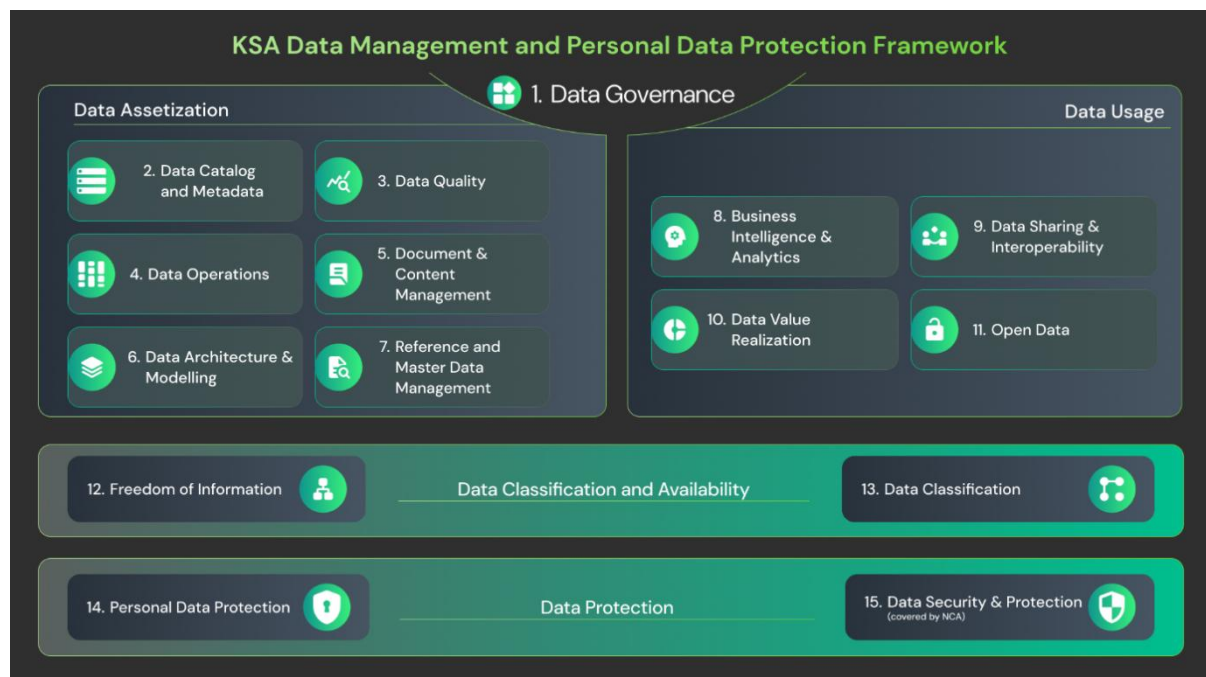 KSA Data Management and Personal Data Protection Framework
1. Data Governance
Data Assetization
2. Data Catalog
and Metadata
3. Data Quality
4. Data Operations
5. Document &
Content
Management
6. Data Architecture &
Modelling
7. Reference and
Master Data
Management
Data Usage
8. Business
Intelligence &
Analytics
9. Data Sharing &
Interoperability
10. Data Value
Realization
11. Open Data
12. Freedom of Information
Data Classification and Availability
13. Data Classification
14. Personal Data Protection
Data Protection
15. Data Security & Protection
(covered by NCA)